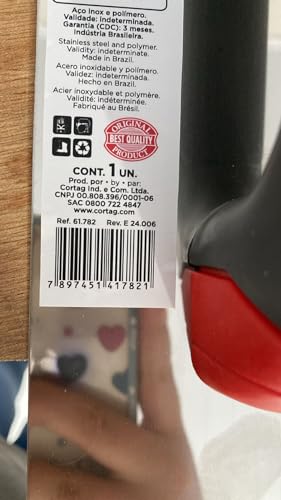 Aço inox e polímero.
Validade: indeterminada.
Garantia (CDC): 3 meses.
Indústria Brasileira.
Stainless steel and polymer.
Validity: indeterminate.
Made in Brazil.
Acero inoxidable y polímero.
Validez: indeterminada.
Hecho en Brasil.
Acier inoxydable et polymère.
Validité: indéterminée.
Fabriqué au Brésil.
ORIGINAL
BEST QUALITY
PRODUCT
CONT. 1 UN.
Prod. por • by • par:
Cortag Ind. e Com. Ltda.
CNPJ 00.808.396/0001-06
SAC 0800 722 4847
www.cortag.com
Ref. 61.782 Rev. E 24.006
7 897451 417821